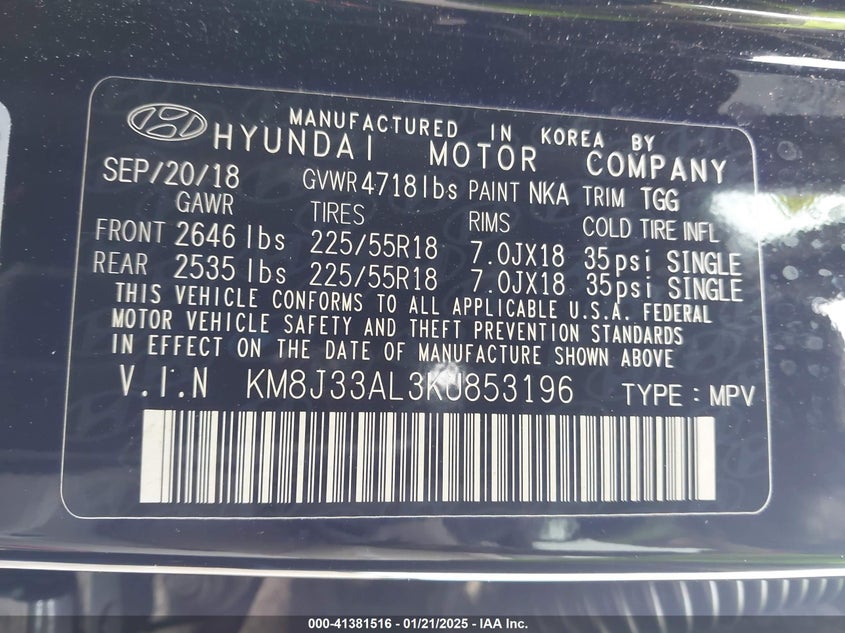 MANUFACTURED IN KOREA BY
HYUNDAI MOTOR COMPANY
SEP/20/18 GVWR 4718 lbs PAINT NKA TRIM TGG
GAWR TIRES RIMS COLD TIRE INFL
FRONT 2646 lbs 225/55R18 7.0JX18 35psi SINGLE
REAR 2535 lbs 225/55R18 7.0JX18 35psi SINGLE
THIS VEHICLE CONFORMS TO ALL APPLICABLE U.S.A. FEDERAL
MOTOR VEHICLE SAFETY AND THEFT PREVENTION STANDARDS
IN EFFECT ON THE DATE OF MANUFACTURE SHOWN ABOVE
V.I.N KM8J33AL3KU853196 TYPE : MPV
000-41381516 — 01/21/2025 — IAA Inc.